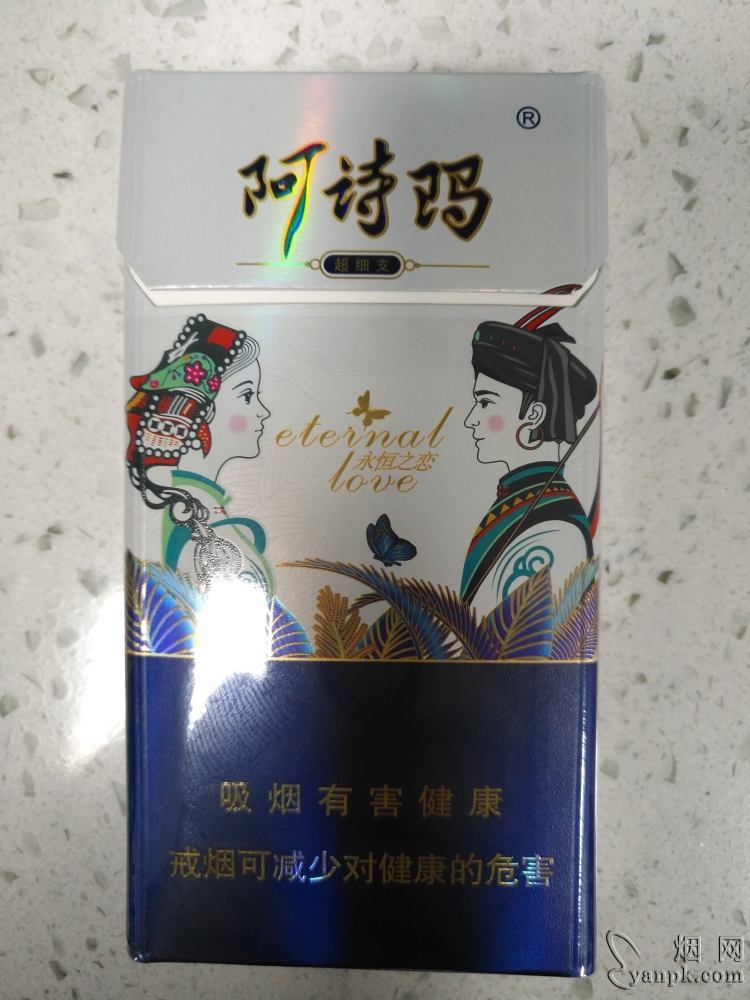 ®
阿诗玛
超细支
eternal
永恒之恋
love
吸烟有害健康
戒烟可减少对健康的危害
烟网
yanpk.com